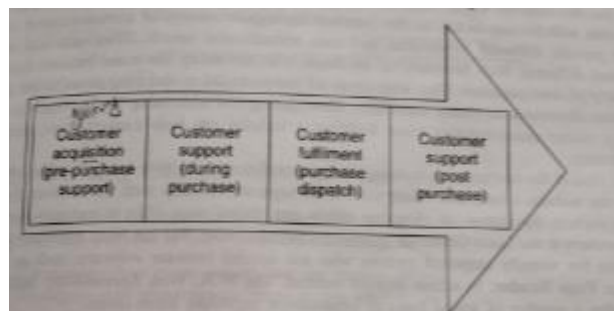 Customer
acquisition
(pre-purchase
support)
Customer
support
(during
purchase)
Customer
fulfilment
(purchase
dispatch)
Customer
support
(post
purchase)